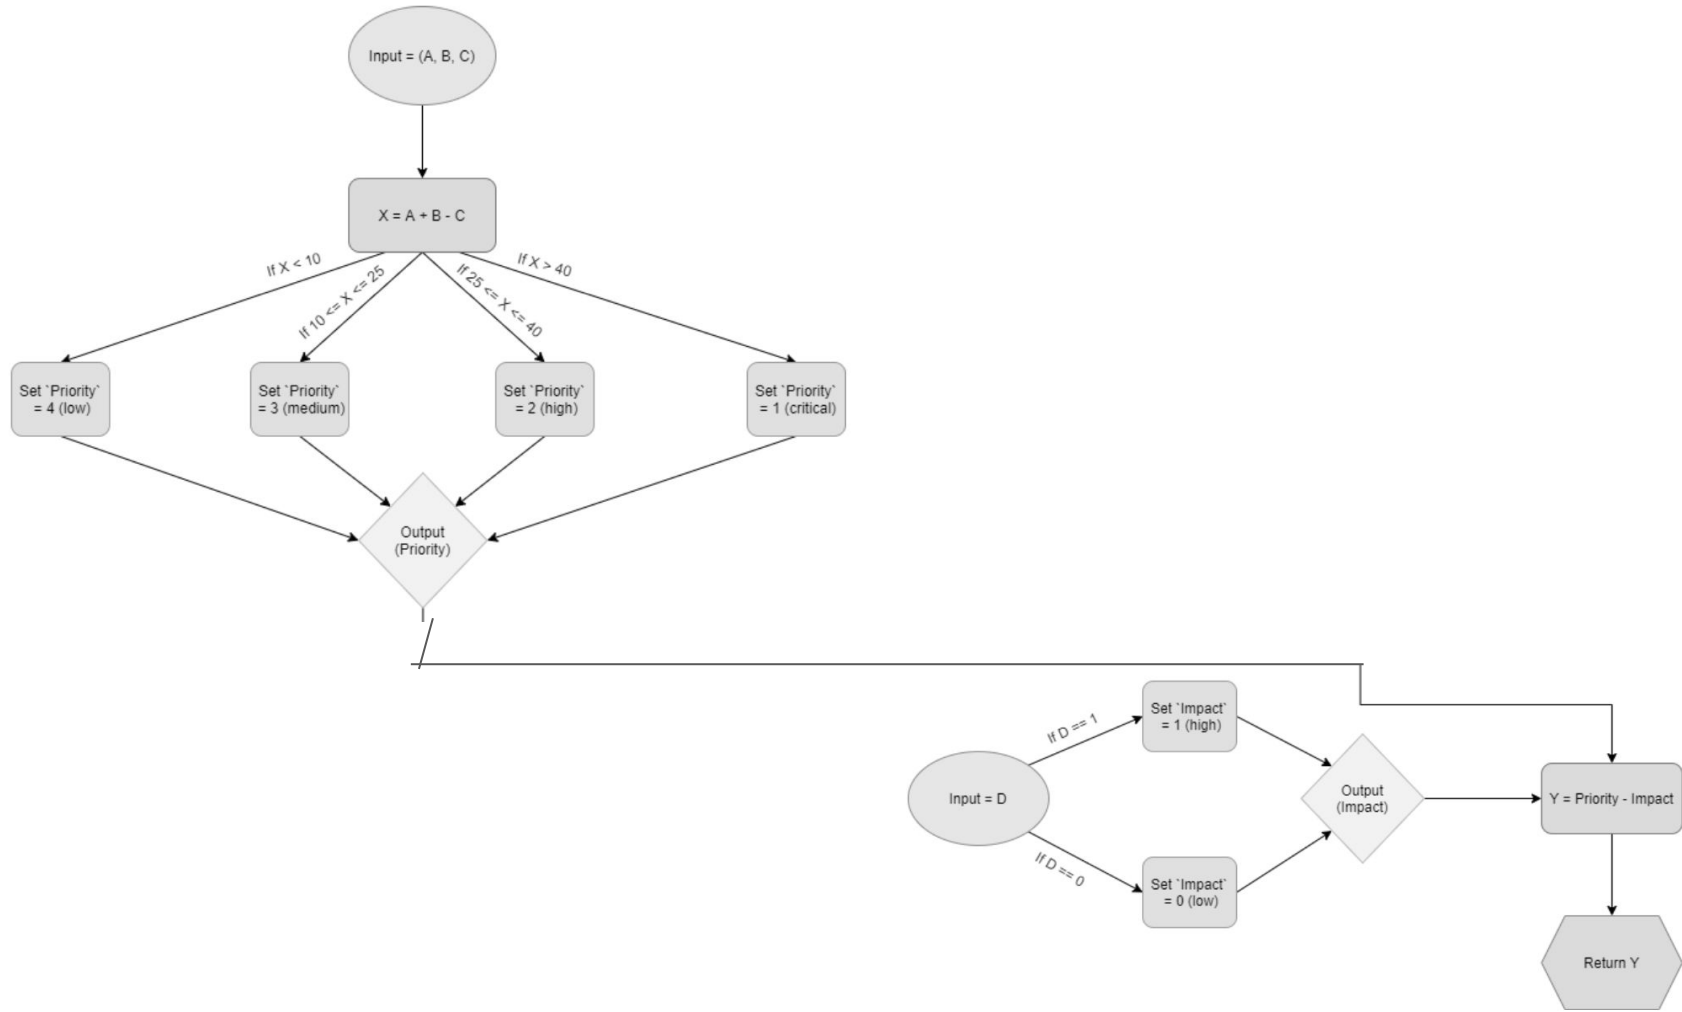 Input = (A, B, C)
X = A + B - C
If X < 10
If 10 <= X <= 25
If 25 <= X <= 40
If X > 40
Set `Priority`
= 4 (low)
Set `Priority`
= 3 (medium)
Set `Priority`
= 2 (high)
Set `Priority`
= 1 (critical)
Output
(Priority)
Input = D
If D == 1
If D == 0
Set `Impact`
= 1 (high)
Set `Impact`
= 0 (low)
Output
(Impact)
Y = Priority - Impact
Return Y